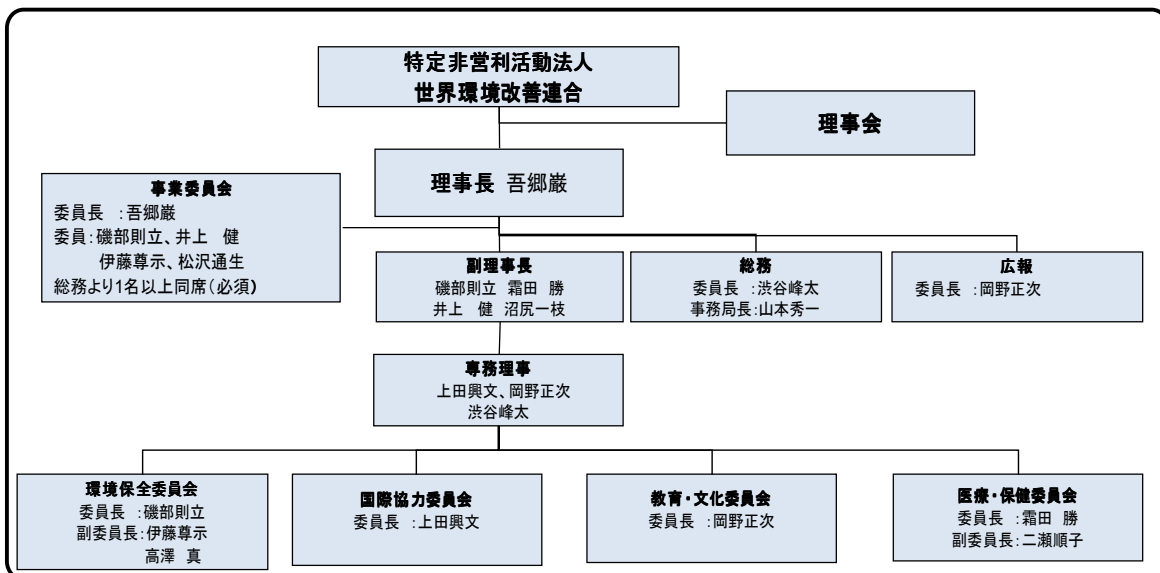 特定非営利活動法人
世界環境改善連合
理事会
理事長 吾郷巌
事業委員会
委員長 :吾郷巌
委員:磯部則立、井上 健
伊藤尊示、松沢通生
総務より1名以上同席(必須)
副理事長
磯部則立 霜田 勝
井上 健 沼尻一枝
総務
委員長 :渋谷峰太
事務局長:山本秀一
広報
委員長 :岡野正次
専務理事
上田興文、岡野正次
渋谷峰太
環境保全委員会
委員長 :磯部則立
副委員長:伊藤尊示
高澤 真
国際協力委員会
委員長 :上田興文
教育・文化委員会
委員長 :岡野正次
医療・保健委員会
委員長 :霜田 勝
副委員長:二瀬順子